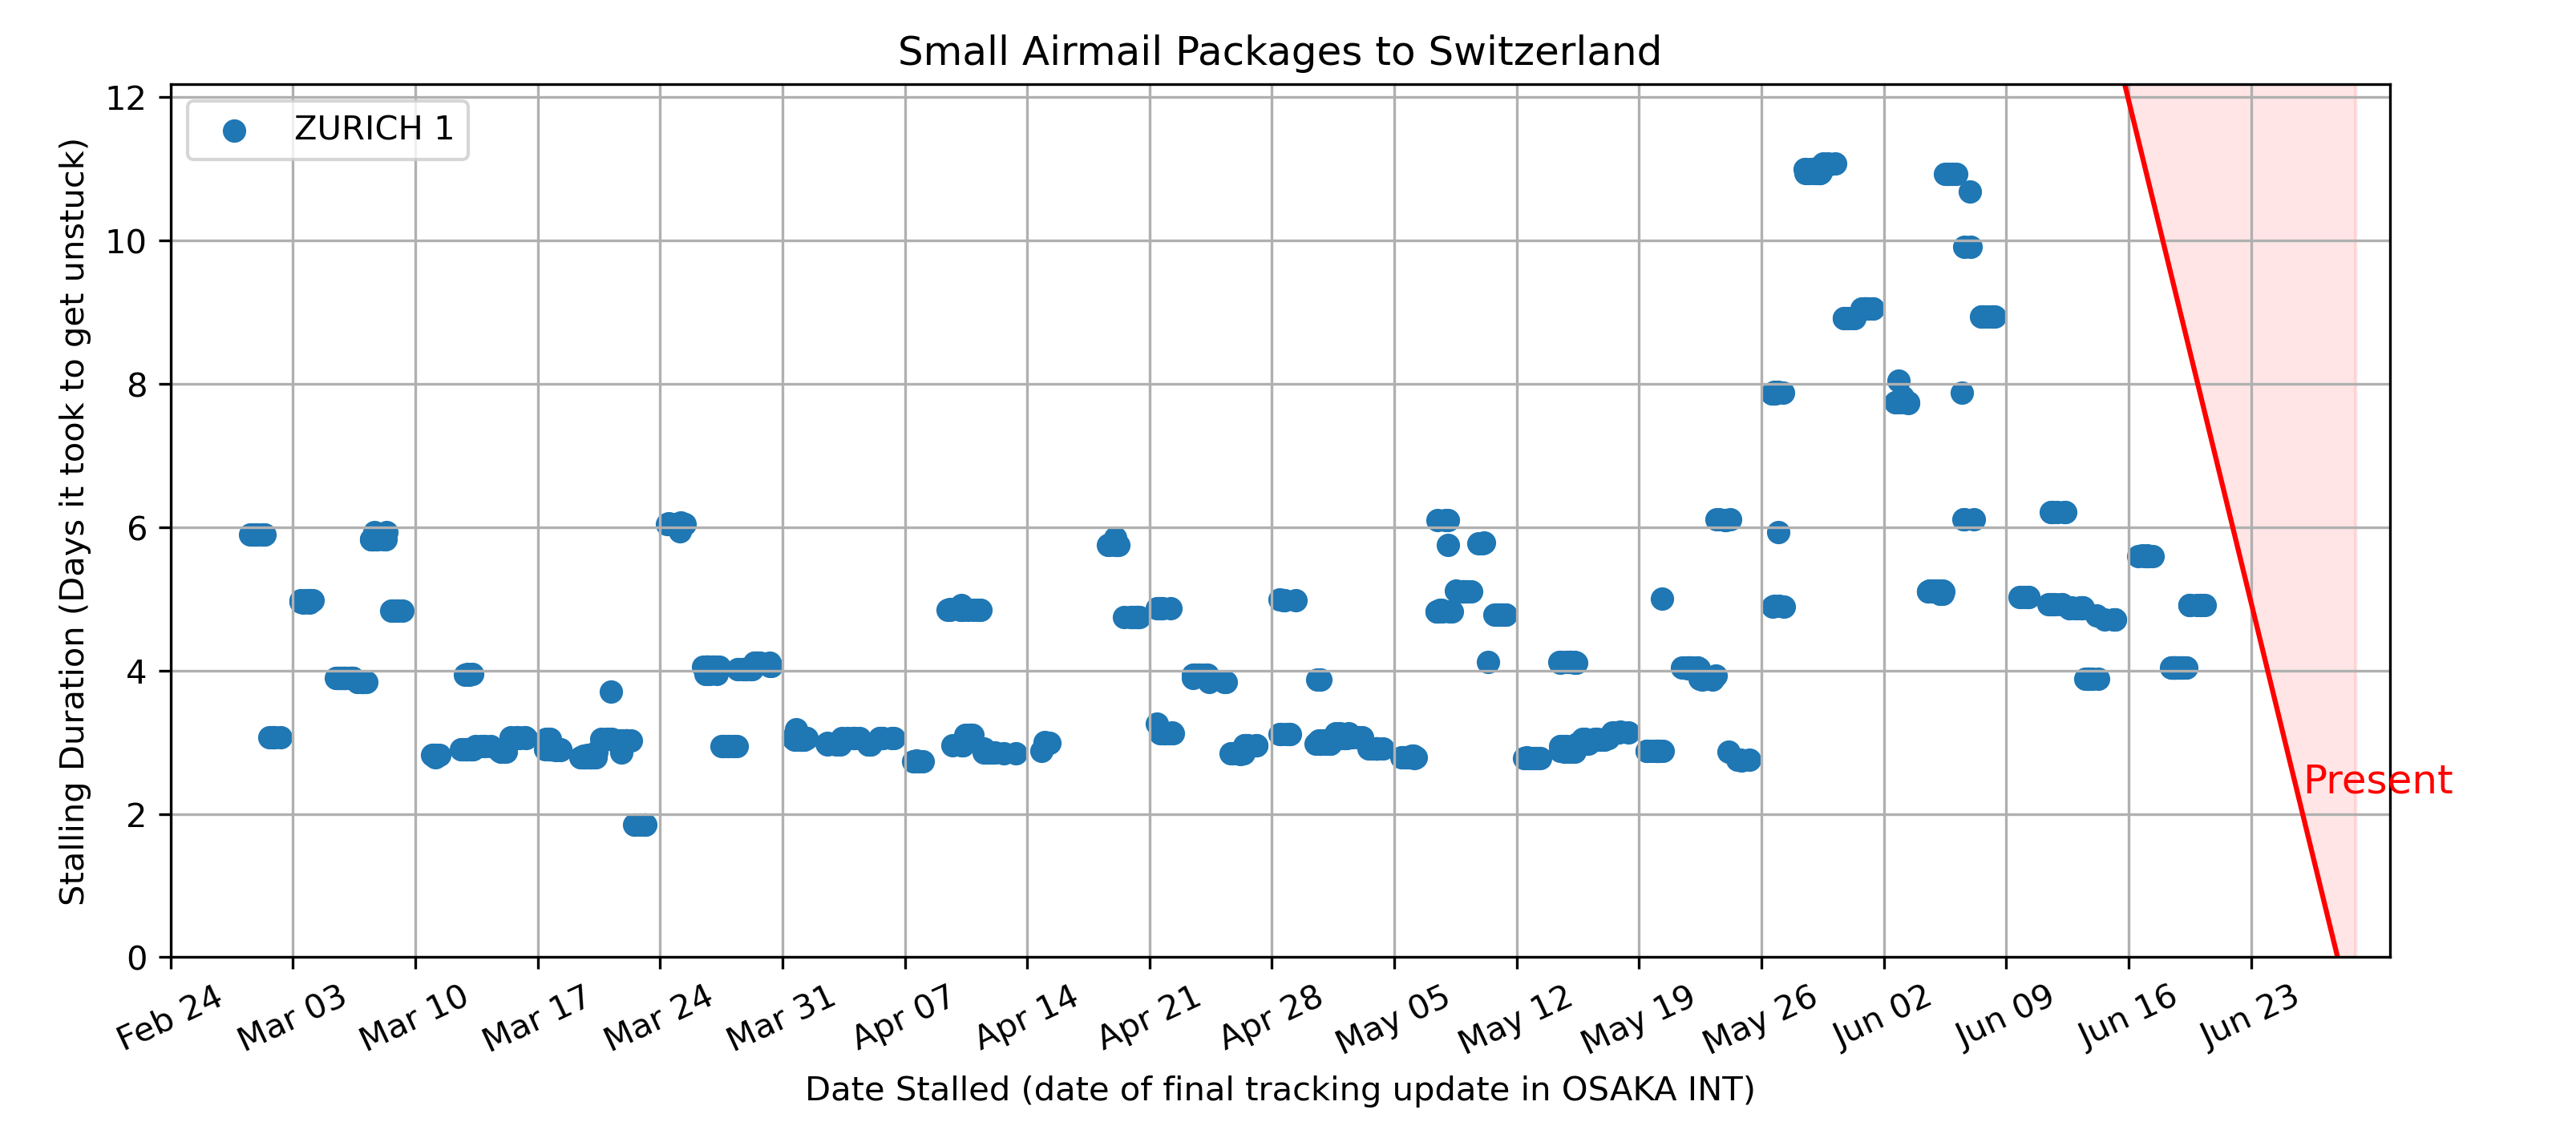 Small Airmail Packages to Switzerland
ZURICH 1
Stalling Duration (Days it took to get unstuck)
12
10
8
6
4
2
0
Present
Feb 24
Mar 03
Mar 10
Mar 17
Mar 24
Mar 31
Apr 07
Apr 14
Apr 21
Apr 28
May 05
May 12
May 19
May 26
Jun 02
Jun 09
Jun 16
Jun 23
Date Stalled (date of final tracking update in OSAKA INT)